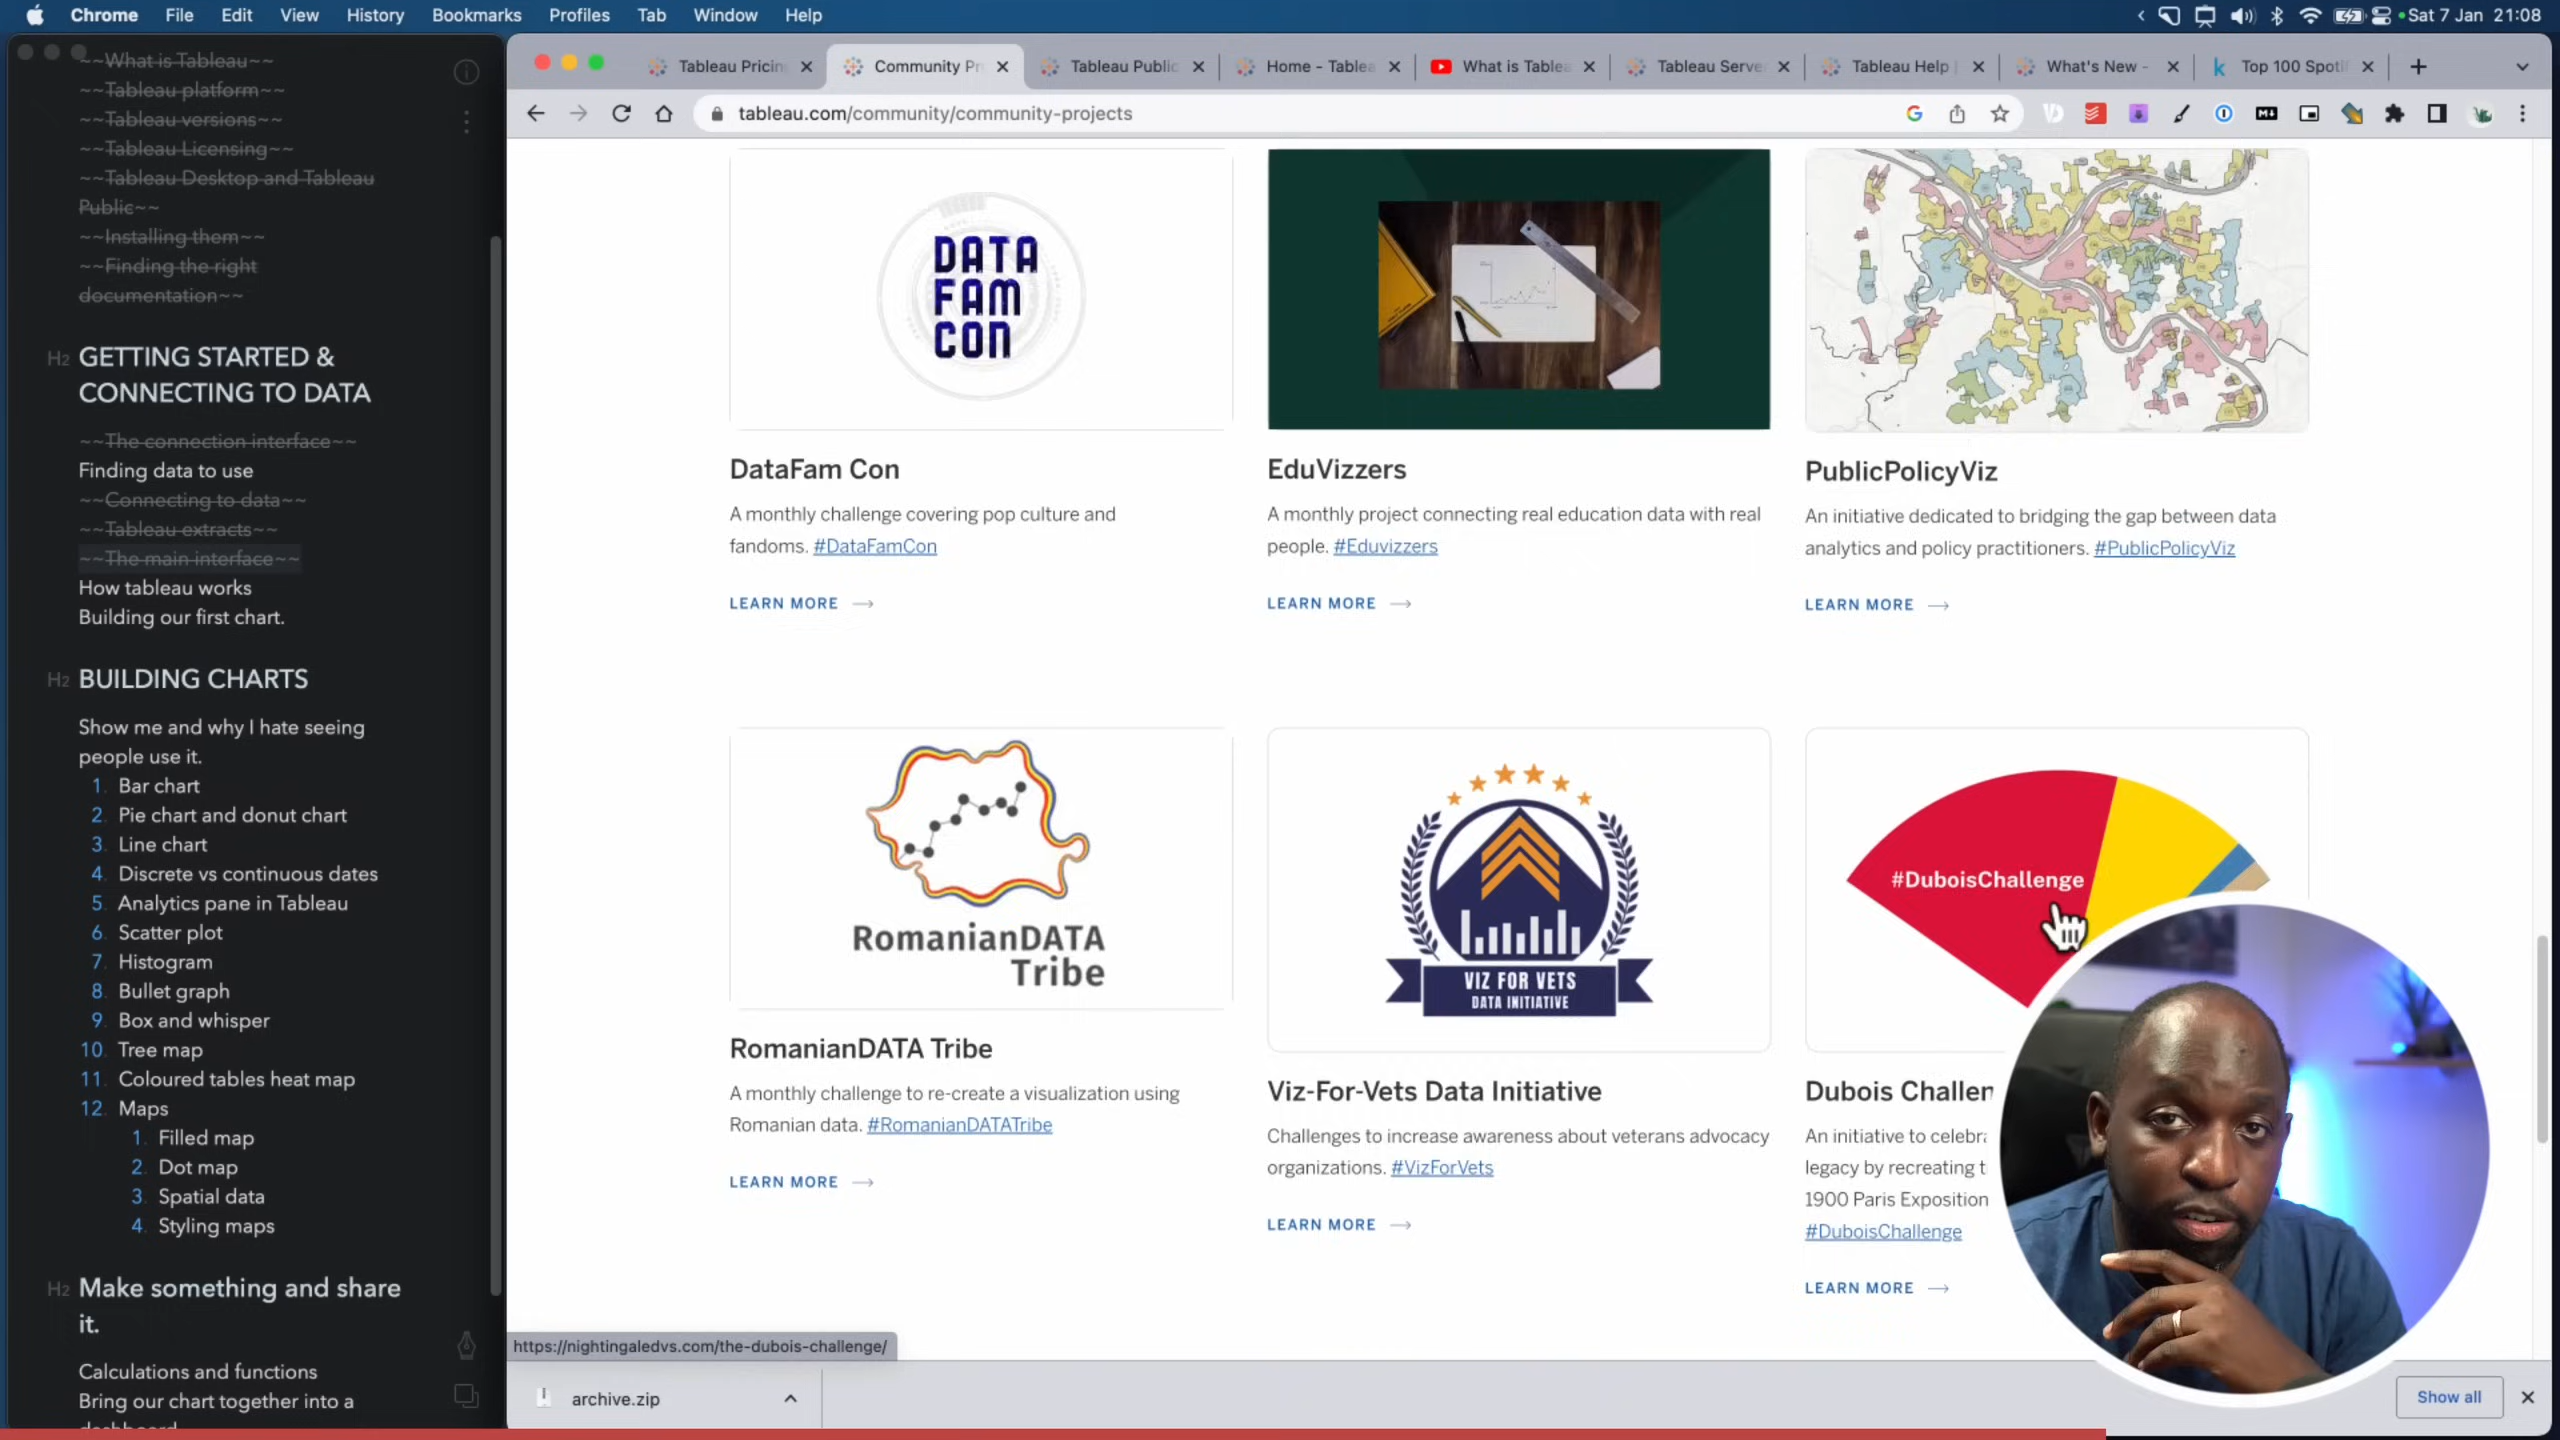 Chrome File Edit View History Bookmarks Profiles Tab Window Help
Sat 7 Jan 21:08
~~What is Tableau~~
~~Tableau platform~~
~~Tableau versions~~
~~Tableau Licensing~~
~~Tableau Desktop and Tableau
Public~~
~~Installing them~~
~~Finding the right
documentation~~
H2 GETTING STARTED &
CONNECTING TO DATA
~~The connection interface~~
Finding data to use
~~Connecting to data~~
~~Tableau extracts~~
~~The main interface~~
How tableau works
Building our first chart.
H2 BUILDING CHARTS
Show me and why I hate seeing
people use it.
1. Bar chart
2. Pie chart and donut chart
3. Line chart
4. Discrete vs continuous dates
5. Analytics pane in Tableau
6. Scatter plot
7. Histogram
8. Bullet graph
9. Box and whisper
10. Tree map
11. Coloured tables heat map
12. Maps
1. Filled map
2. Dot map
3. Spatial data
4. Styling maps
H2 Make something and share
it.
Calculations and functions
Bring our chart together into a
Tableau Pricin
Community Pr
Tableau Public
Home - Tablea
What is Tablea
Tableau Serve
Tableau Help |
What's New -
Top 100 Spoti
tableau.com/community/community-projects
DATA
FAM
CON
DataFam Con
A monthly challenge covering pop culture and
fandoms. #DataFamCon
LEARN MORE
EduVizzers
A monthly project connecting real education data with real
people. #Eduvizzers
LEARN MORE
PublicPolicyViz
An initiative dedicated to bridging the gap between data
analytics and policy practitioners. #PublicPolicyViz
LEARN MORE
RomanianDATA
Tribe
RomanianDATA Tribe
A monthly challenge to re-create a visualization using
Romanian data. #RomanianDATATribe
LEARN MORE
VIZ FOR VETS
DATA INITIATIVE
Viz-For-Vets Data Initiative
Challenges to increase awareness about veterans advocacy
organizations. #VizForVets
LEARN MORE
#DuboisChallenge
Dubois Challen
An initiative to celebr
legacy by recreating t
1900 Paris Exposition
#DuboisChallenge
LEARN MORE
https://nightingaledvs.com/the-dubois-challenge/
archive.zip
Show all